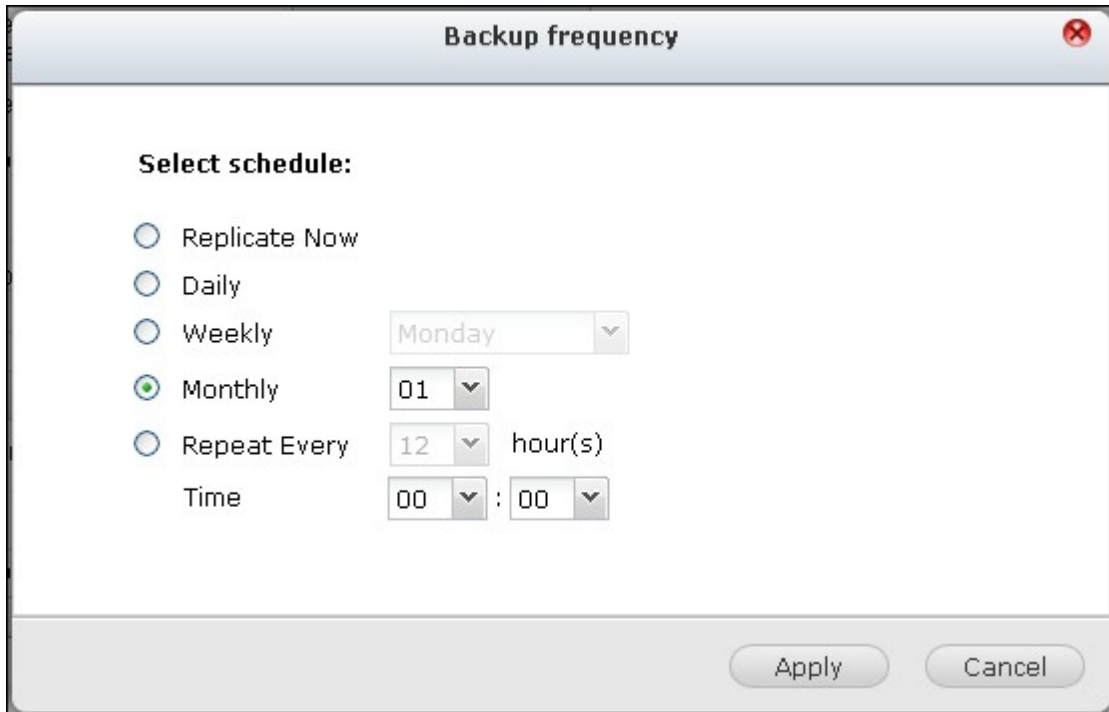 Backup frequency
Select schedule:
Replicate Now
Daily
Weekly Monday
Monthly 01
Repeat Every 12 hour(s)
Time 00 : 00
Apply Cancel